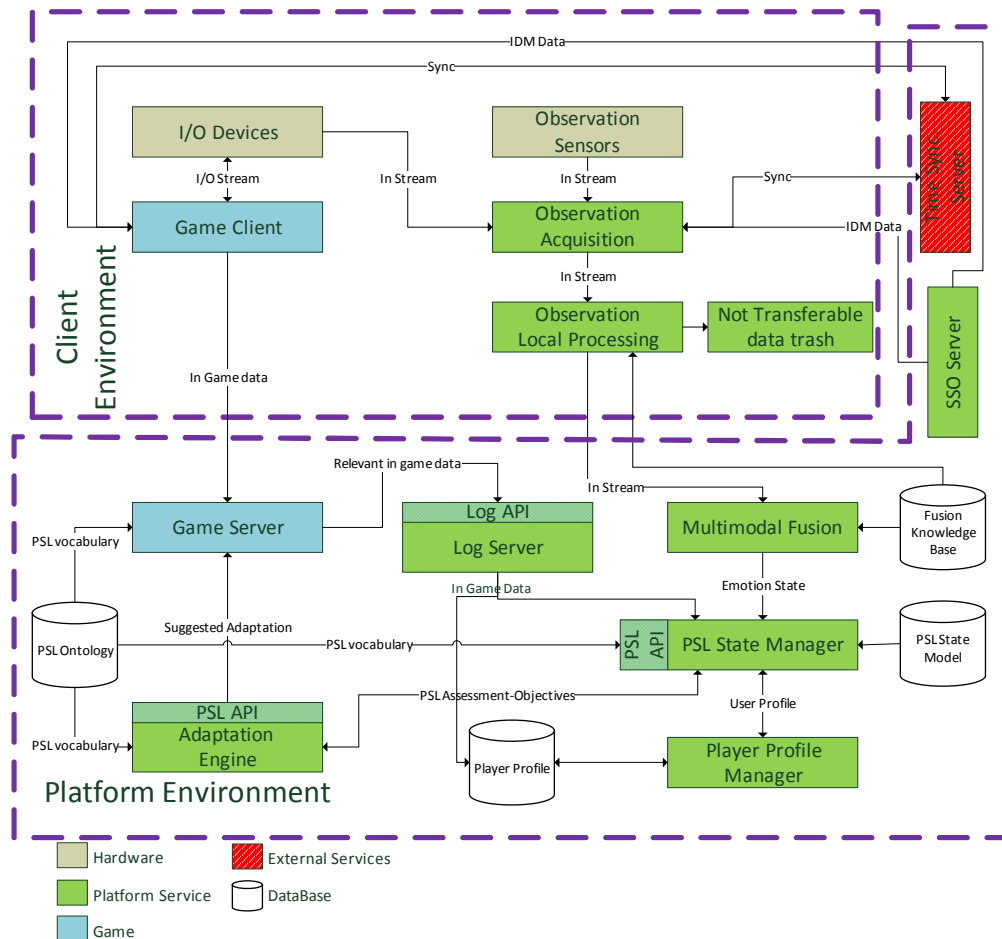 IDM Data
Sync
I/O Devices
Observation
Sensors
Time Sync.
Server
I/O Stream
In Stream
In Stream
Sync
Game Client
Observation
Acquisition
IDM Data
Client
Environment
In Stream
Observation
Local Processing
Not Transferable
data trash
SSO Server
In Game data
Relevant in game data
In Stream
Log API
Log Server
Game Server
Multimodal Fusion
Fusion
Knowledge
Base
PSL vocabulary
In Game Data
Emotion State
PSL Ontology
Suggested Adaptation
PSL vocabulary
PSL
API
PSL State Manager
PSL State
Model
PSL Assessment-Objectives
User Profile
PSL API
Adaptation
Engine
PSL vocabulary
Player Profile
Player Profile
Manager
Platform Environment
Hardware
External Services
Platform Service
DataBase
Game